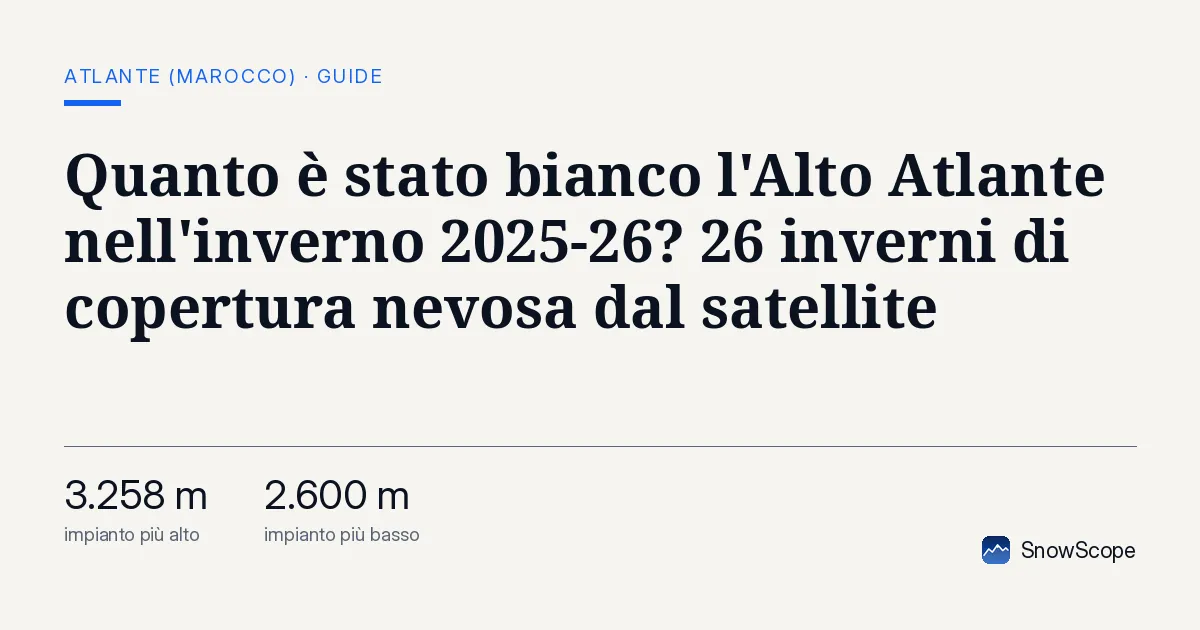 ATLANTE (MAROCCO) · GUIDE
Quanto è stato bianco l'Alto Atlante
nell'inverno 2025-26? 26 inverni di
copertura nevosa dal satellite
3.258 m
impianto più alto
2.600 m
impianto più basso
SnowScope